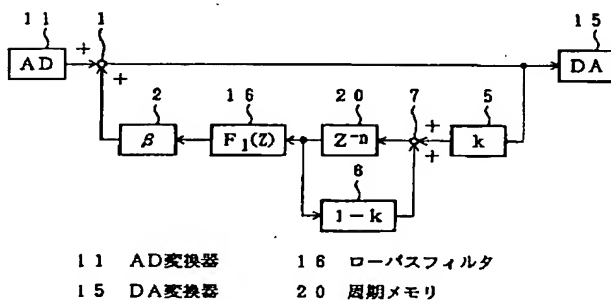 11 1 15
AD + + DA
2 16 20 7 5
β F₁(Z) Z⁻ⁿ + + k
6
1-k
11 AD変換器 16 ローパスフィルタ
15 DA変換器 20 周期メモリ